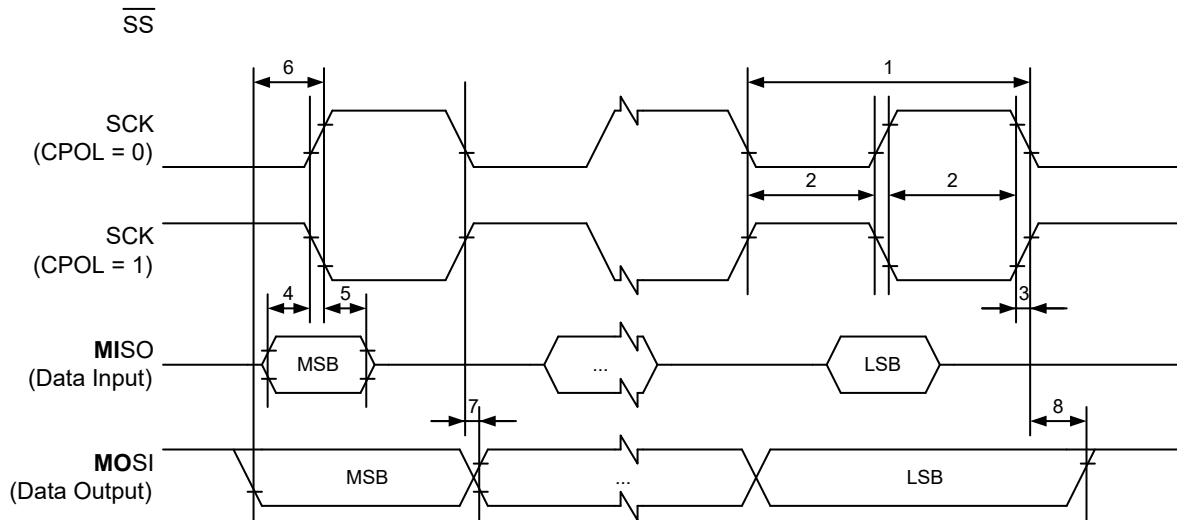 SS
6
1
SCK
(CPOL = 0)
2
2
SCK
(CPOL = 1)
4
5
3
MISO
(Data Input)
MSB
...
LSB
7
8
MOSI
(Data Output)
MSB
...
LSB